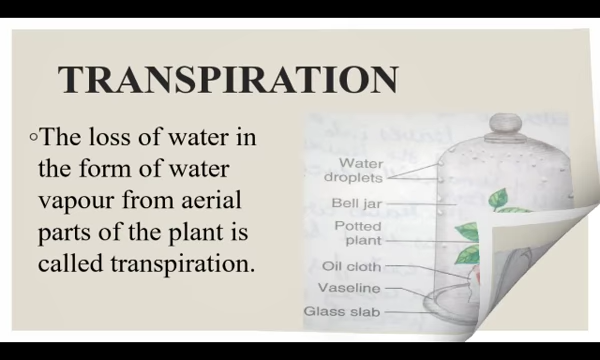 TRANSPIRATION
◦The loss of water in
the form of water
vapour from aerial
parts of the plant is
called transpiration.
Water
droplets
Bell jar
Potted
plant
Oil cloth
Vaseline
Glass slab